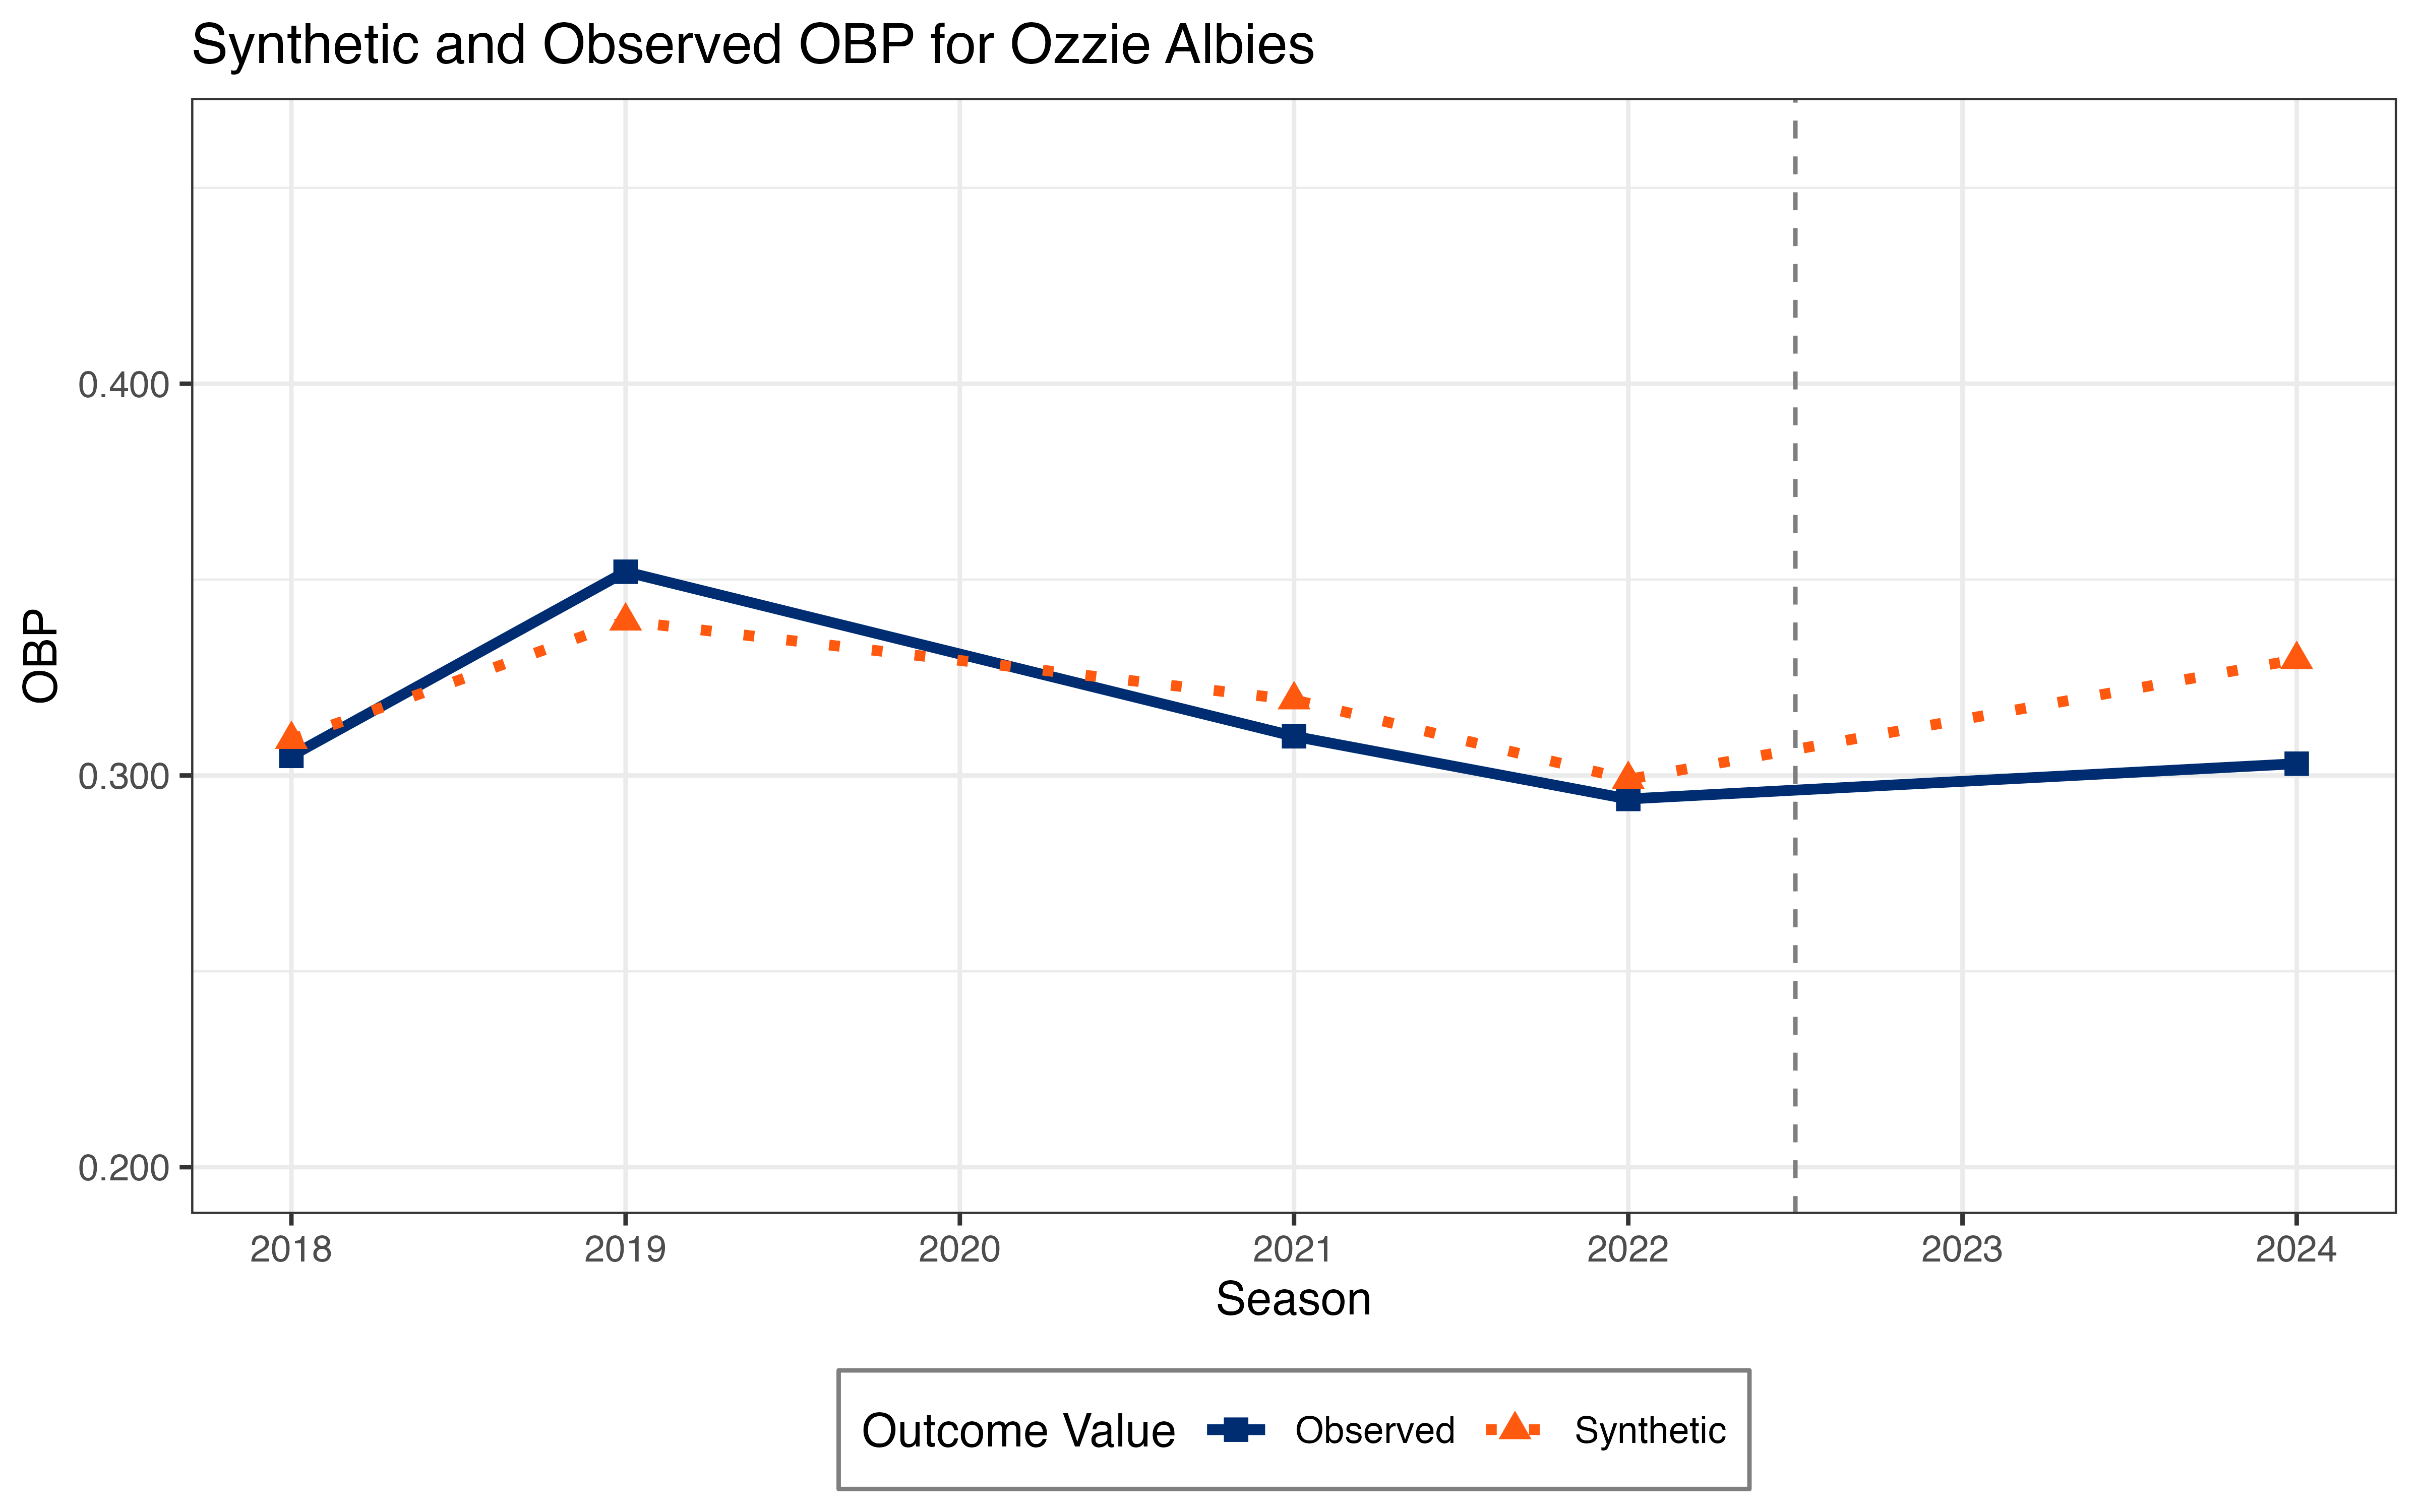 Synthetic and Observed OBP for Ozzie Albies
OBP
0.400
0.300
0.200
2018 2019 2020 2021 2022 2023 2024
Season
Outcome Value Observed Synthetic